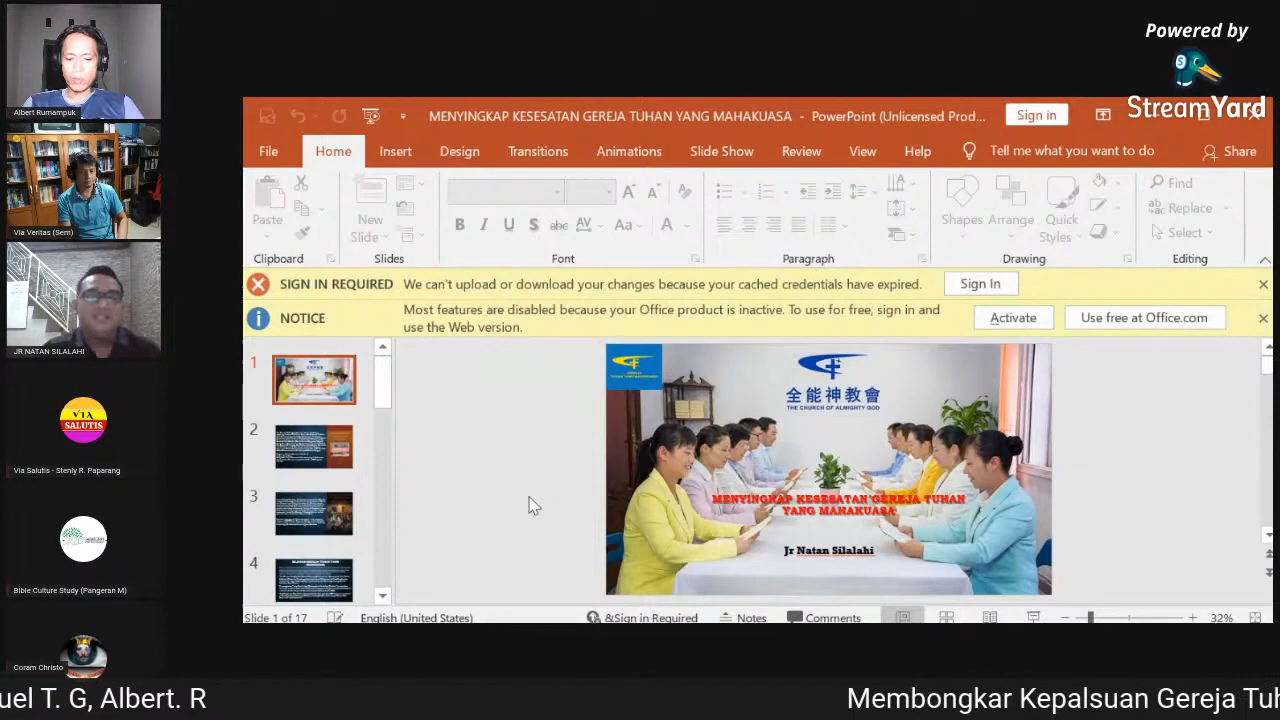 Powered by
StreamYard
Albert Rumampuk
Via Veritas (Sem)
JR NATAN SILALAHI
VIA
SALUTIS
Via Salutis - Stenly R. Paparang
Bible Culture Study (Pangeran M)
Coram Christo
MENYINGKAP KESESATAN GEREJA TUHAN YANG MAHAKUASA - PowerPoint (Unlicensed Prod...
Sign in
File Home Insert Design Transitions Animations Slide Show Review View Help Tell me what you want to do Share
Paste
New
Slide
B I U S abc AV Aa A
Shapes Arrange Quick
Styles
Find
Replace
Select
Clipboard Slides Font Paragraph Drawing Editing
SIGN IN REQUIRED We can't upload or download your changes because your cached credentials have expired. Sign In
NOTICE Most features are disabled because your Office product is inactive. To use for free, sign in and
use the Web version.
Activate Use free at Office.com
1
2
3
4
全能神教會
THE CHURCH OF ALMIGHTY GOD
MENYINGKAP KESESATAN GEREJA TUHAN
YANG MAHAKUASA
Jr Natan Silalahi
Slide 1 of 17 English (United States) &Sign in Required Notes Comments 32%
uel T. G, Albert. R Membongkar Kepalsuan Gereja Tuh